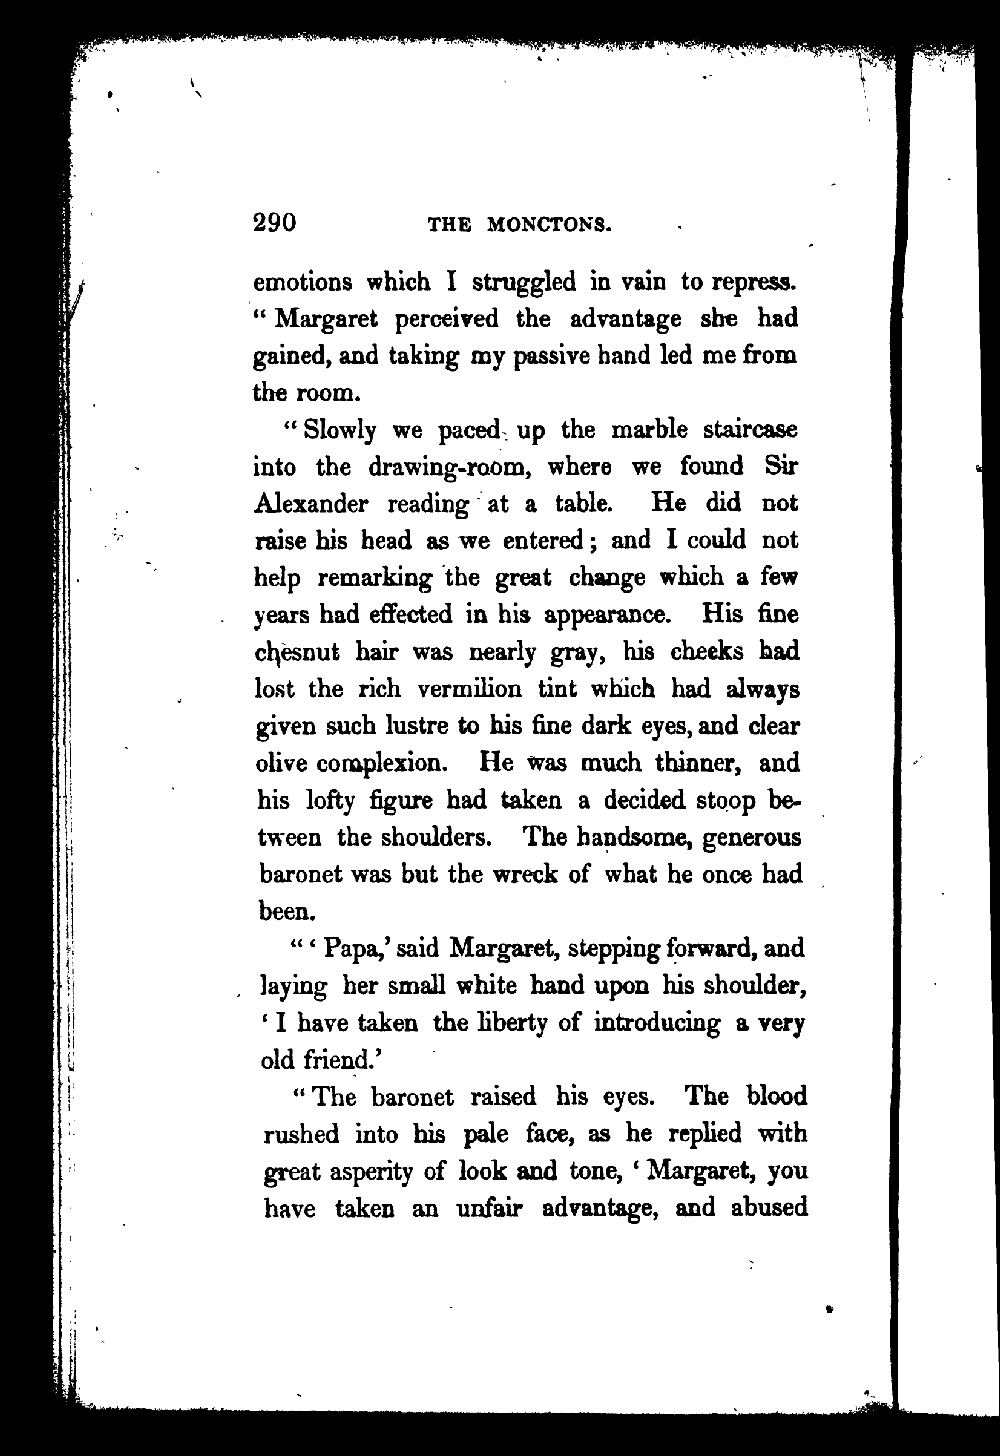 290 THE MONCTONS.
emotions which I struggled in vain to repress.
“ Margaret perceived the advantage she had
gained, and taking my passive hand led me from
the room.
“ Slowly we paced up the marble staircase
into the drawing-room, where we found Sir
Alexander reading at a table. He did not
raise his head as we entered ; and I could not
help remarking the great change which a few
years had effected in his appearance. His fine
chesnut hair was nearly gray, his cheeks had
lost the rich vermilion tint which had always
given such lustre to his fine dark eyes, and clear
olive complexion. He was much thinner, and
his lofty figure had taken a decided stoop be-
tween the shoulders. The handsome, generous
baronet was but the wreck of what he once had
been.
“ ‘ Papa,’ said Margaret, stepping forward, and
laying her small white hand upon his shoulder,
‘ I have taken the liberty of introducing a very
old friend.’
“ The baronet raised his eyes. The blood
rushed into his pale face, as he replied with
great asperity of look and tone, ‘ Margaret, you
have taken an unfair advantage, and abused